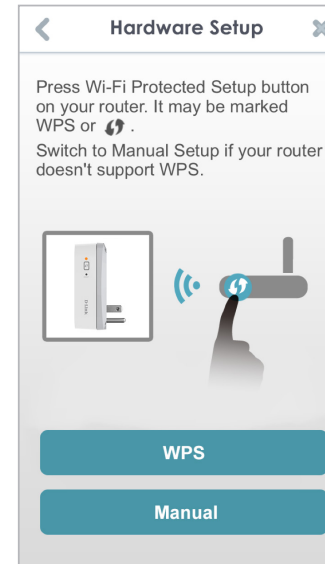 Hardware Setup
Press Wi-Fi Protected Setup button
on your router. It may be marked
WPS or .
Switch to Manual Setup if your router
doesn't support WPS.
WPS
Manual